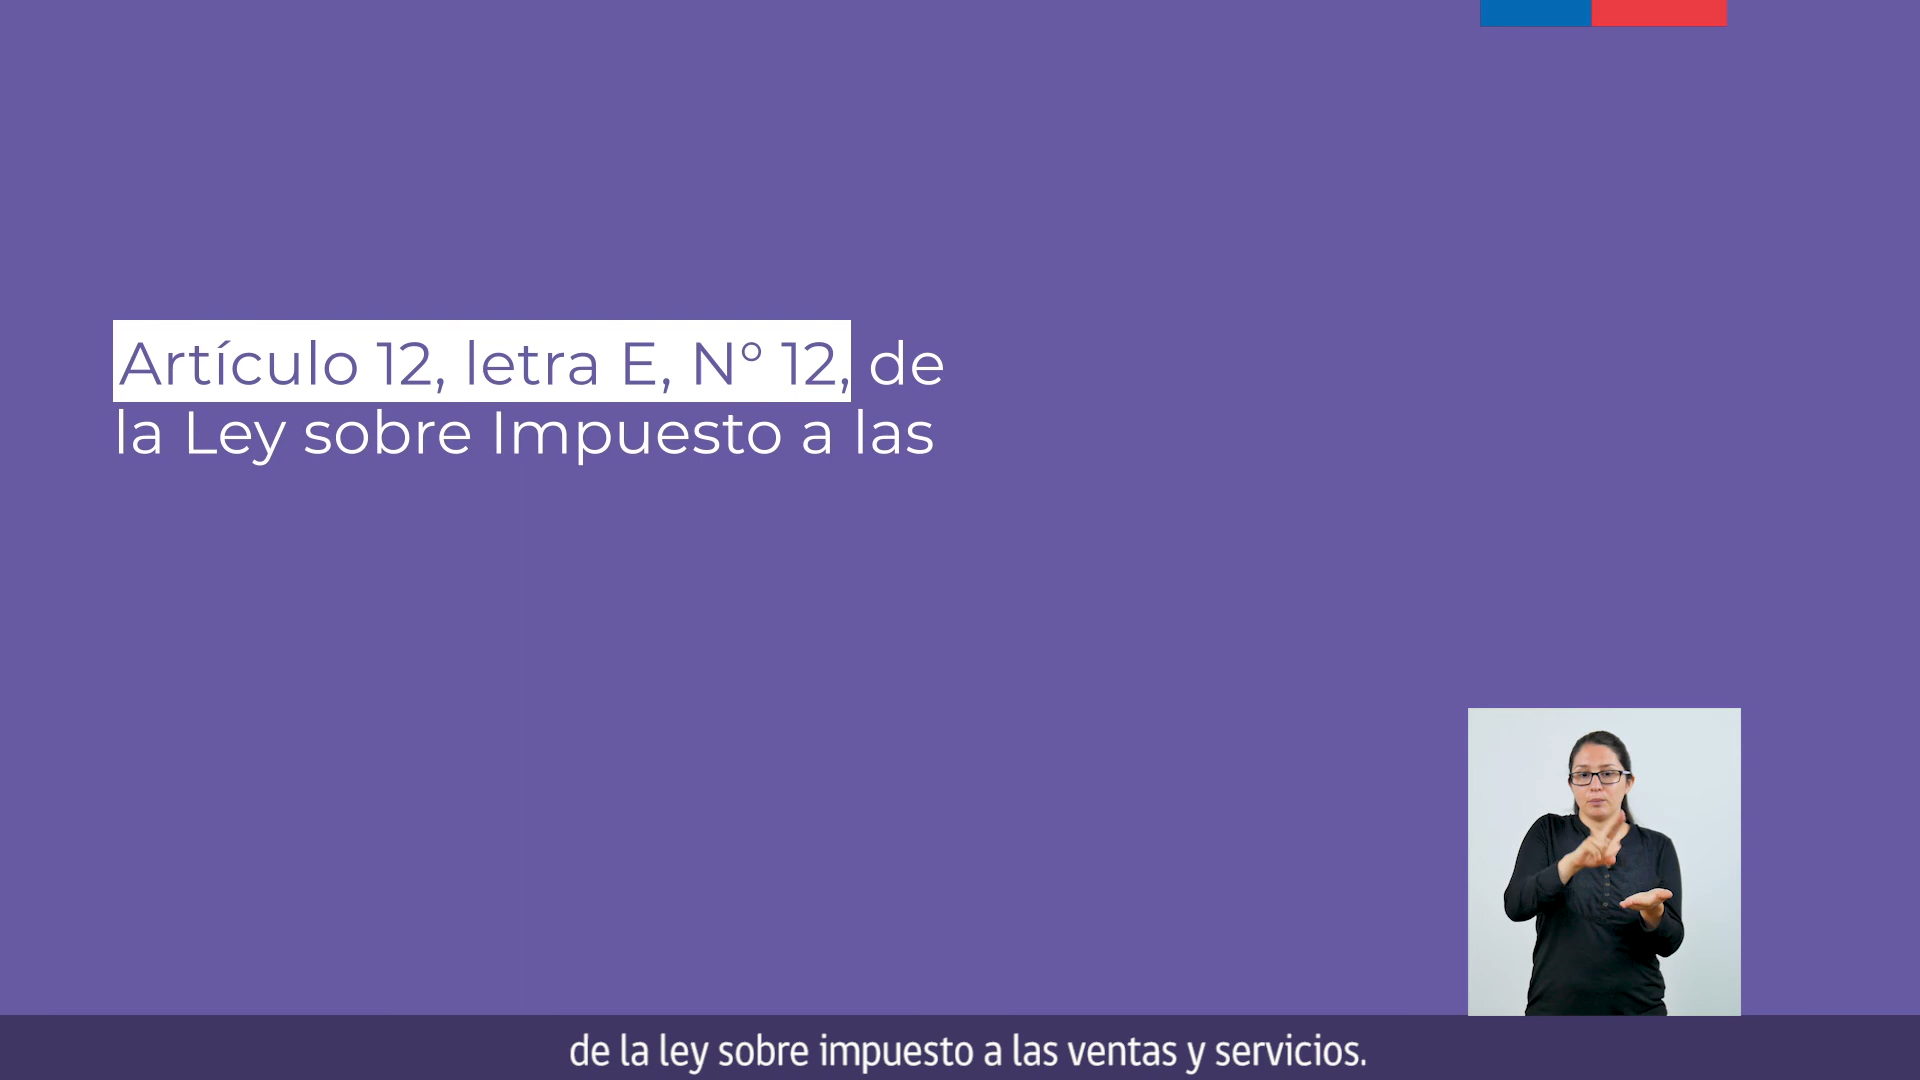 Artículo 12, letra E, N° 12, de
la Ley sobre Impuesto a las
de la ley sobre impuesto a las ventas y servicios.